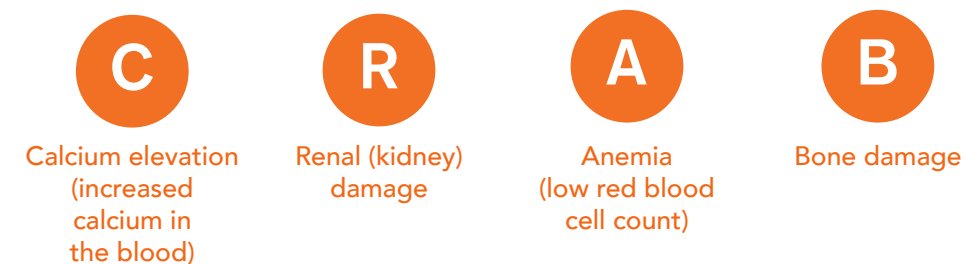 C
Calcium elevation
(increased
calcium in
the blood)
R
Renal (kidney)
damage
A
Anemia
(low red blood
cell count)
B
Bone damage